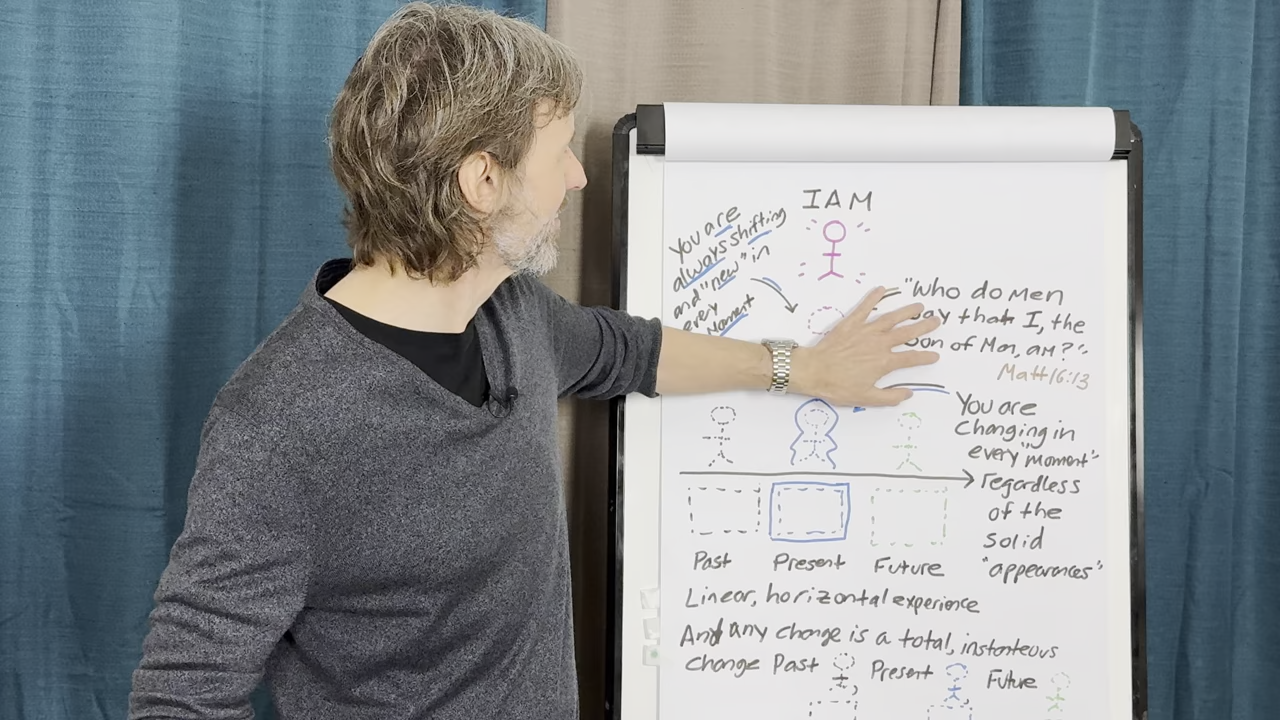 I AM
You are
always shifting
and "new" in
every
Moment
"Who do Men
say that I, the
Son of Man, am?"
Matt 16:13
You are
changing in
every "Moment"
regardless
of the
solid
"appearances"
Past Present Future
Linear, horizontal experience
And any change is a total, instanteous
change Past Present Future